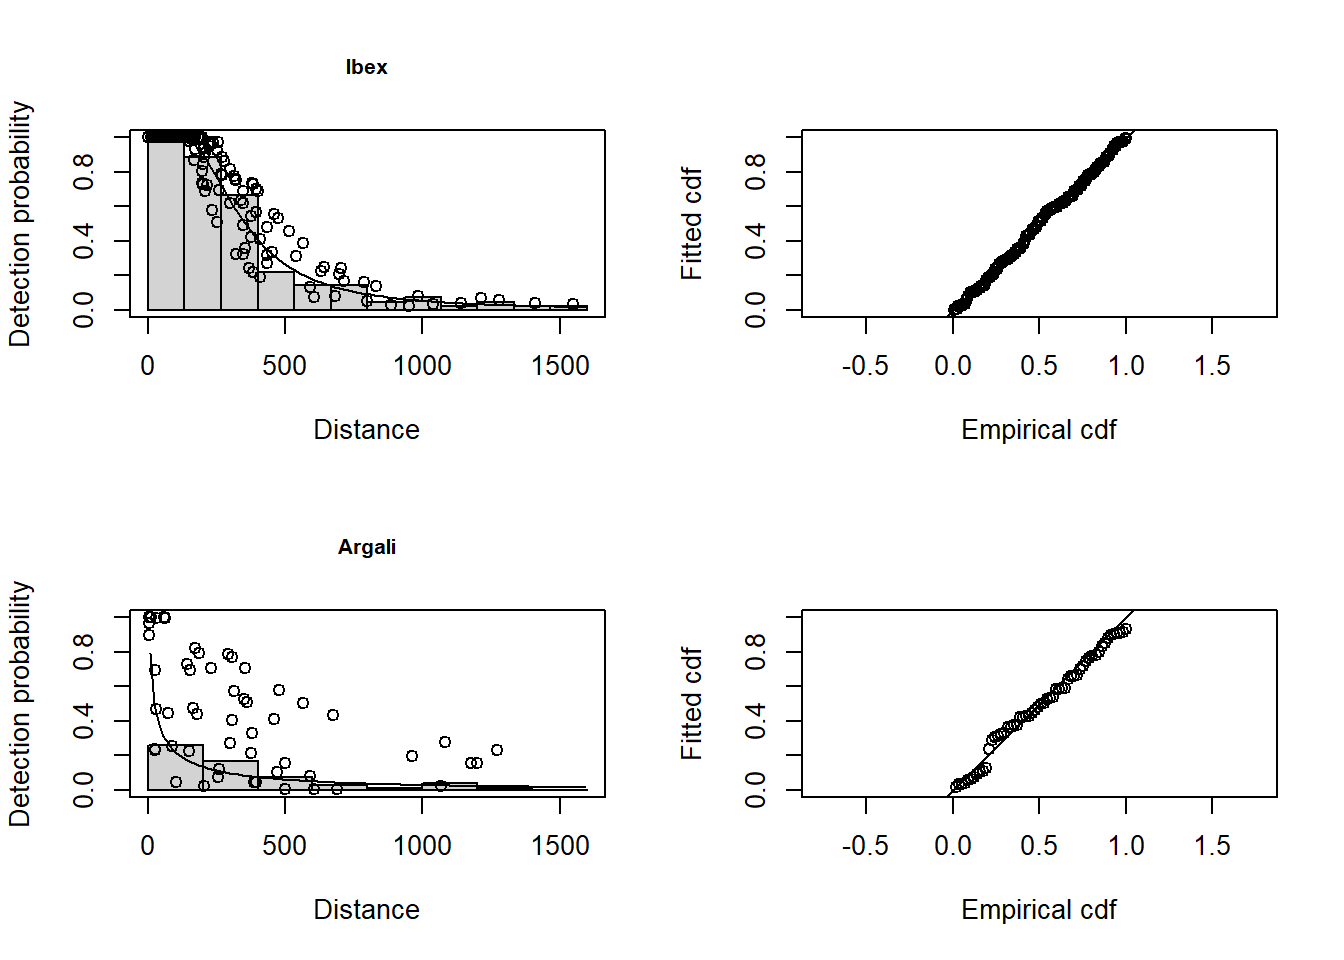 Ibex
Detection probability
0.0 0.4 0.8
0 500 1000 1500
Distance
Fitted cdf
0.0 0.4 0.8
-0.5 0.0 0.5 1.0 1.5
Empirical cdf
Argali
Detection probability
0.0 0.4 0.8
0 500 1000 1500
Distance
Fitted cdf
0.0 0.4 0.8
-0.5 0.0 0.5 1.0 1.5
Empirical cdf